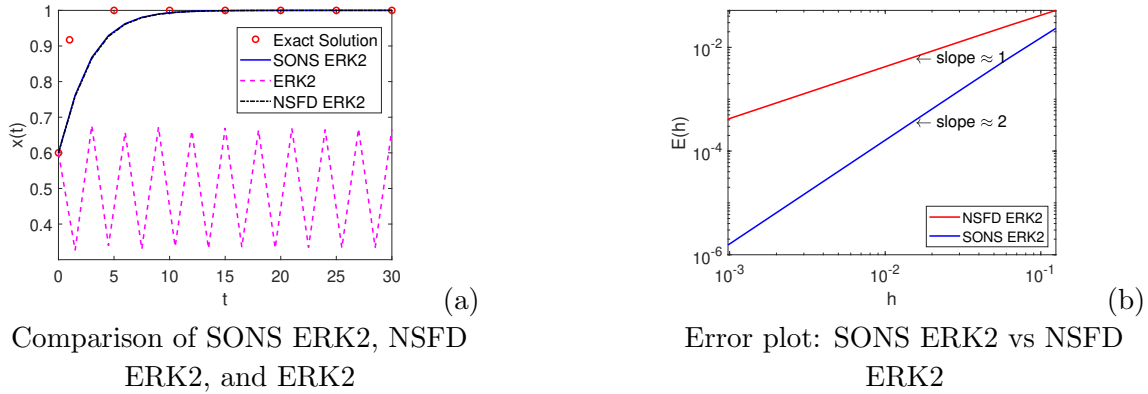 1
0.9
0.8
0.7
0.6
0.5
0.4
x(t)
Exact Solution
SONS ERK2
ERK2
NSFD ERK2
0 5 10 15 20 25 30
t
(a)
Comparison of SONS ERK2, NSFD
ERK2, and ERK2
10^-2
10^-4
10^-6
E(h)
← slope ≈ 1
← slope ≈ 2
NSFD ERK2
SONS ERK2
10^-3 10^-2 10^-1
h
(b)
Error plot: SONS ERK2 vs NSFD
ERK2